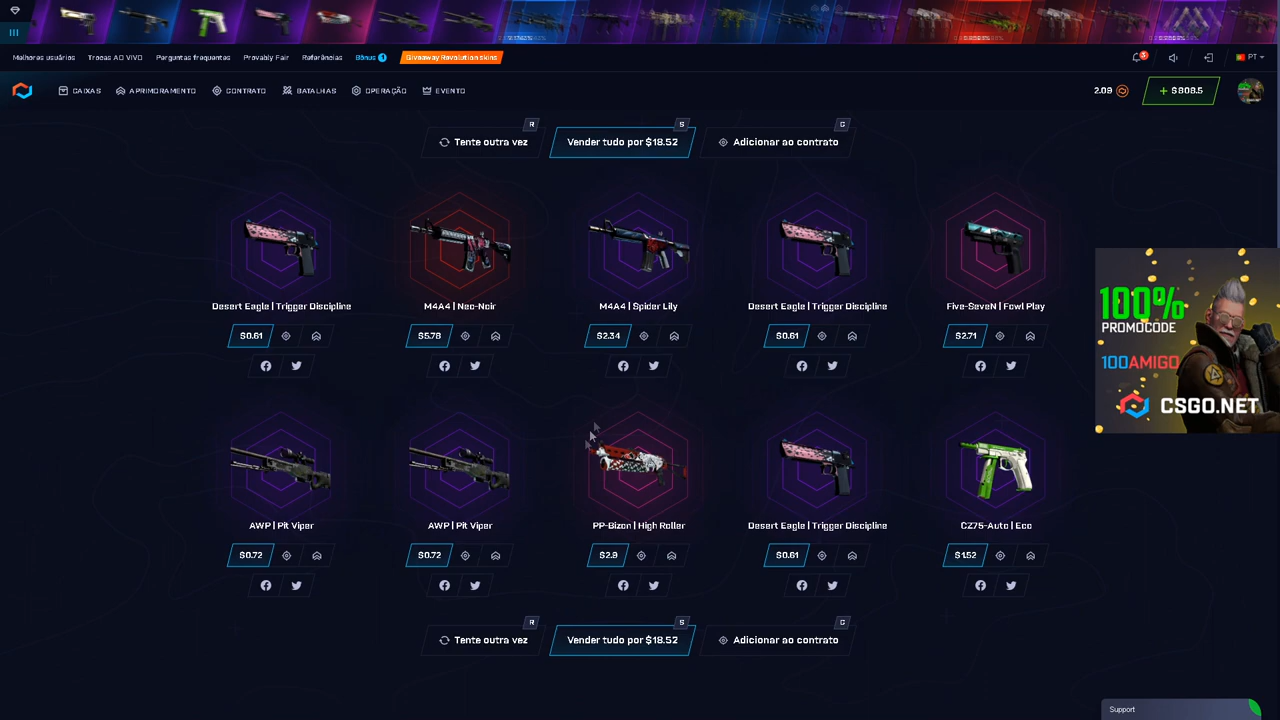 Melhores usuários Trocas AO VIVO Perguntas frequentes Provably Fair Referências Bônus 1 Giveaway Revolution skins 3 PT
CAIXAS APRIMORAMENTO CONTRATO BATALHAS OPERAÇÃO EVENTO 2.09 + $808.5
R S C
Tente outra vez Vender tudo por $18.52 Adicionar ao contrato
Desert Eagle | Trigger Discipline M4A4 | Neo-Noir M4A4 | Spider Lily Desert Eagle | Trigger Discipline Five-SeveN | Fowl Play
$0.61 $5.78 $2.34 $0.61 $2.71
100%
PROMOCODE
100AMIGO
CSGO.NET
AWP | Pit Viper AWP | Pit Viper PP-Bizon | High Roller Desert Eagle | Trigger Discipline CZ75-Auto | Eco
$0.72 $0.72 $2.9 $0.61 $1.52
R S C
Tente outra vez Vender tudo por $18.52 Adicionar ao contrato
Support